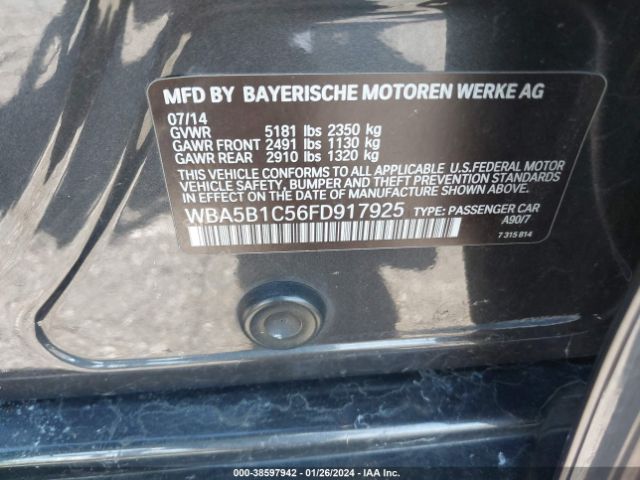 MFD BY BAYERISCHE MOTOREN WERKE AG
07/14
GVWR 5181 lbs 2350 kg
GAWR FRONT 2491 lbs 1130 kg
GAWR REAR 2910 lbs 1320 kg
THIS VEHICLE CONFORMS TO ALL APPLICABLE U.S.FEDERAL MOTOR
VEHICLE SAFETY, BUMPER AND THEFT PREVENTION STANDARDS
IN EFFECT ON THE DATE OF MANUFACTURE SHOWN ABOVE.
WBA5B1C56FD917925 TYPE: PASSENGER CAR
A90/7
7 315 814
000-38597942 / 01/26/2024 - IAA Inc.